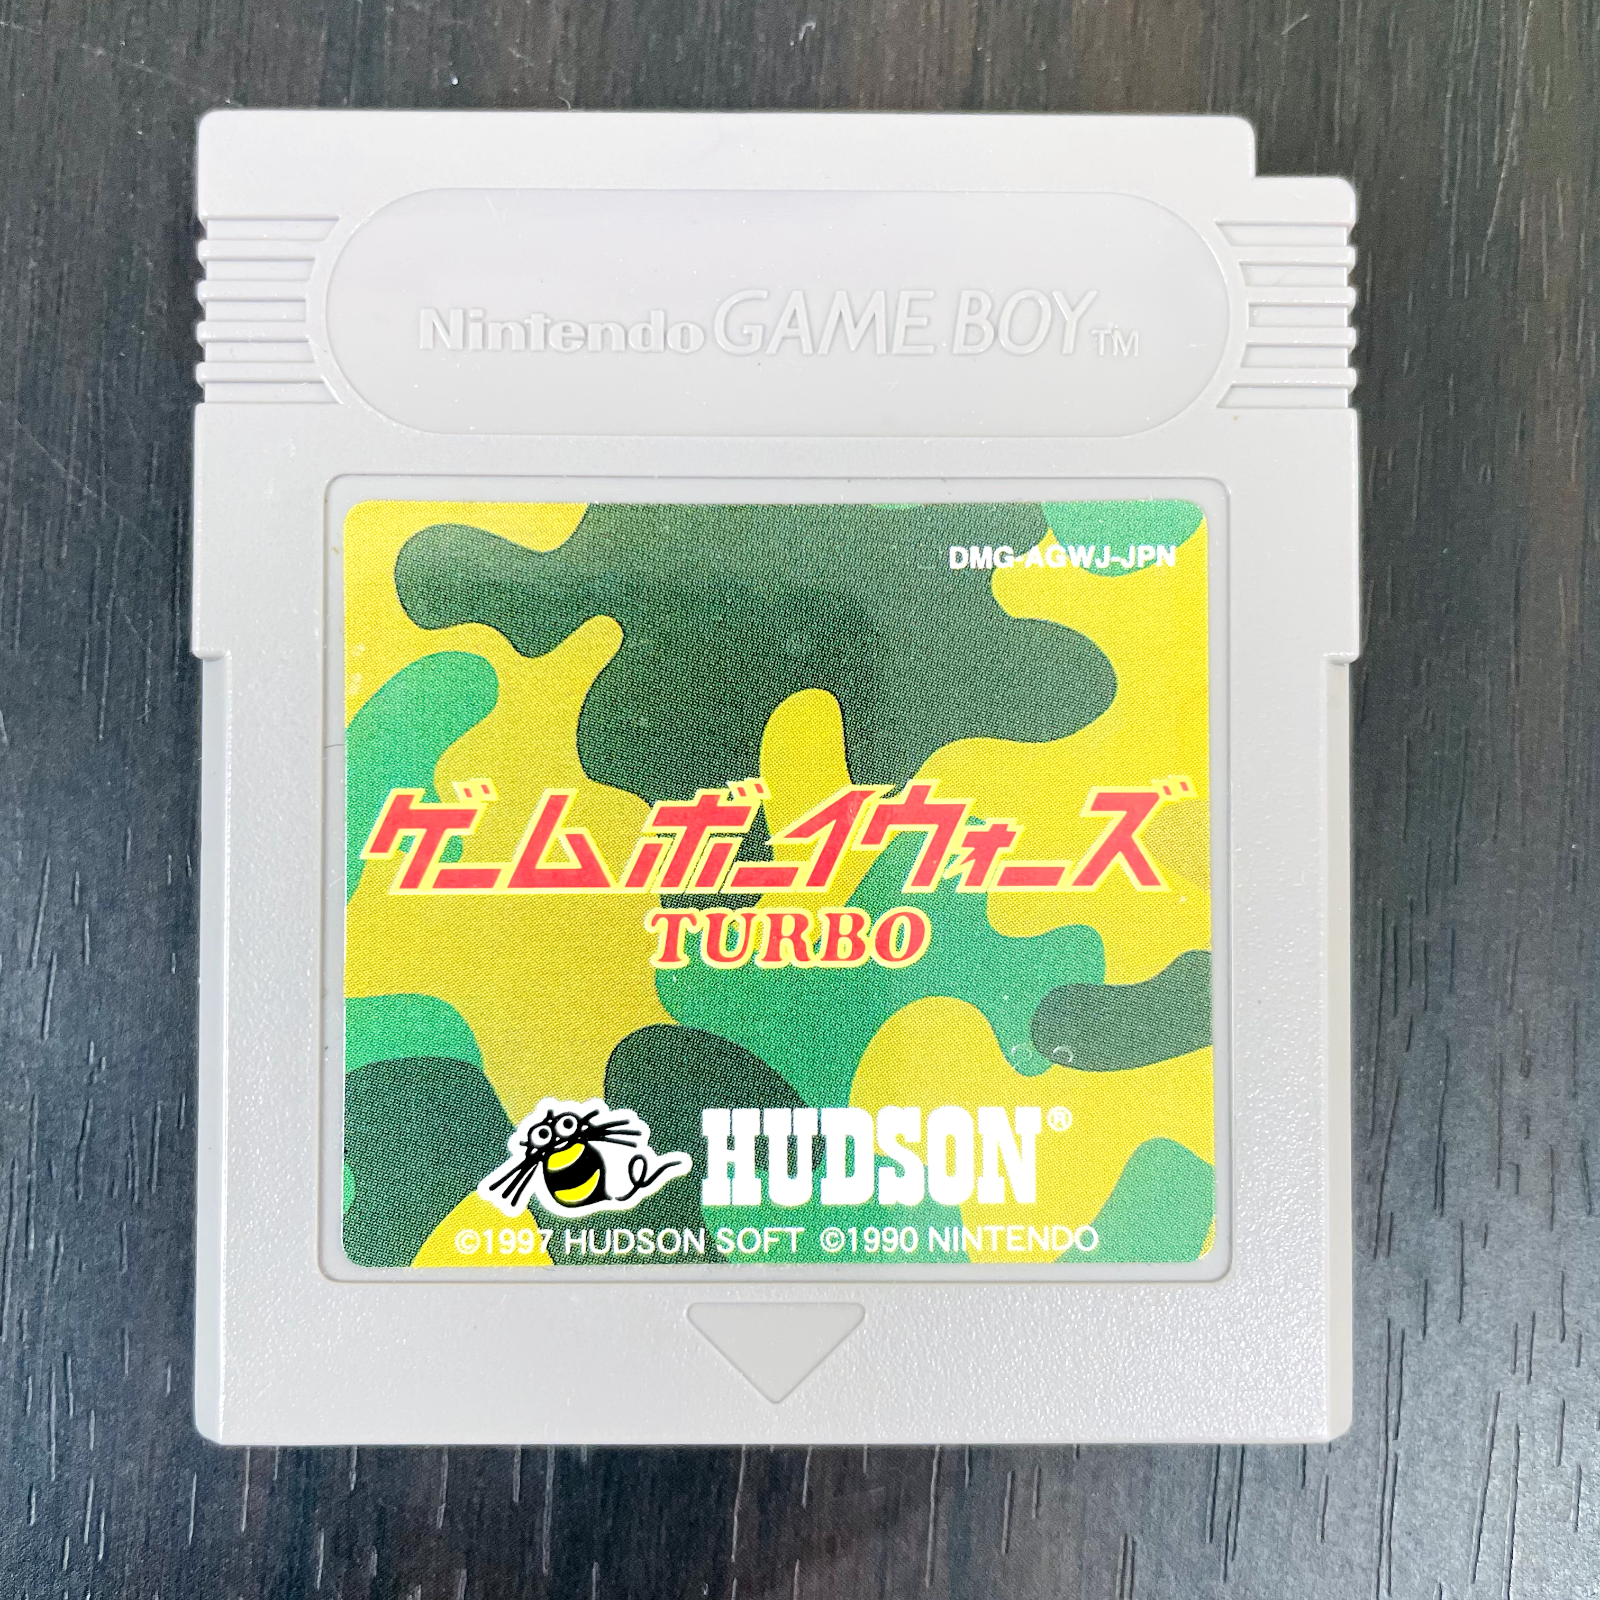 Nintendo GAME BOY™
DMG-AGWJ-JPN
ゲームボーイウォーズ
TURBO
HUDSON®
©1997 HUDSON SOFT ©1990 NINTENDO